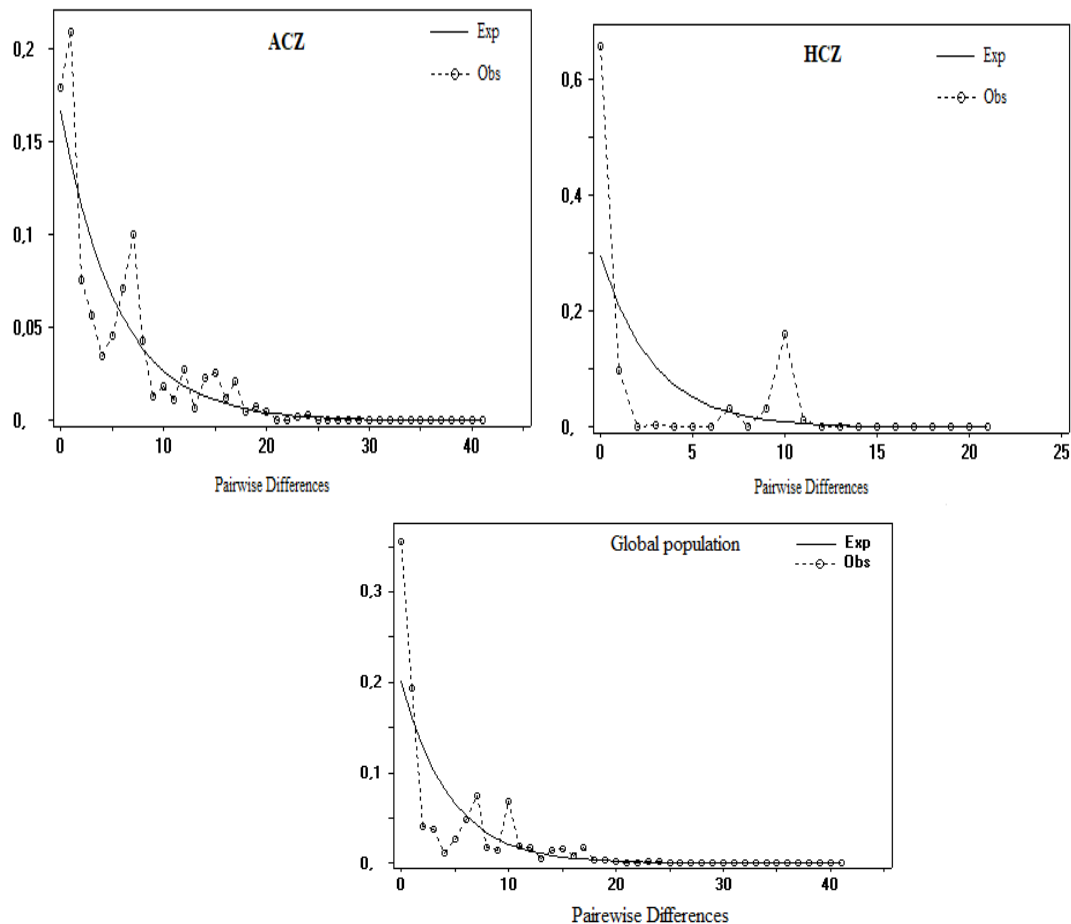 ACZ
Exp
Obs
0,2
0,15
0,1
0,05
0,
0 10 20 30 40
Pairwise Differences
HCZ
Exp
Obs
0,6
0,4
0,2
0,
0 5 10 15 20 25
Pairwise Differences
Global population
Exp
Obs
0,3
0,2
0,1
0,
0 10 20 30 40
Pairewise Differences